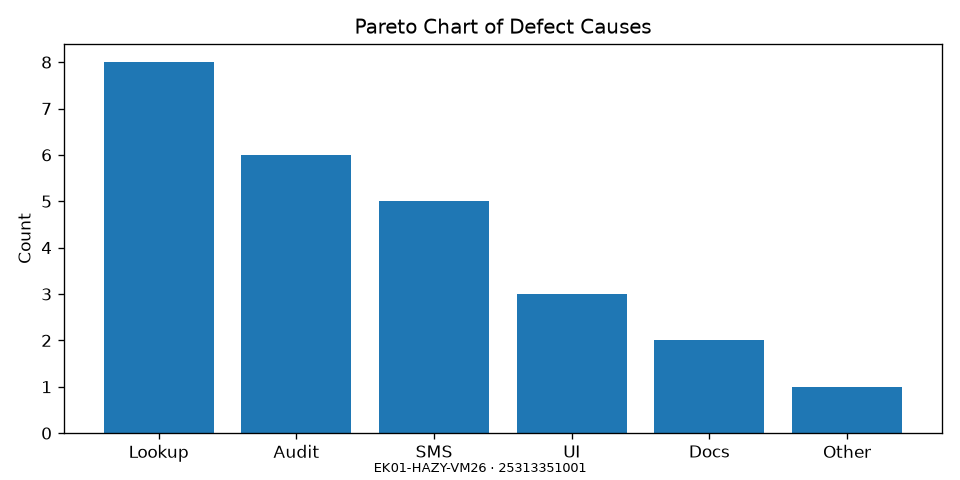 Pareto Chart of Defect Causes
Count
8
7
6
5
4
3
2
1
0
Lookup Audit SMS UI Docs Other
EK01-HAZY-VM26 · 25313351001